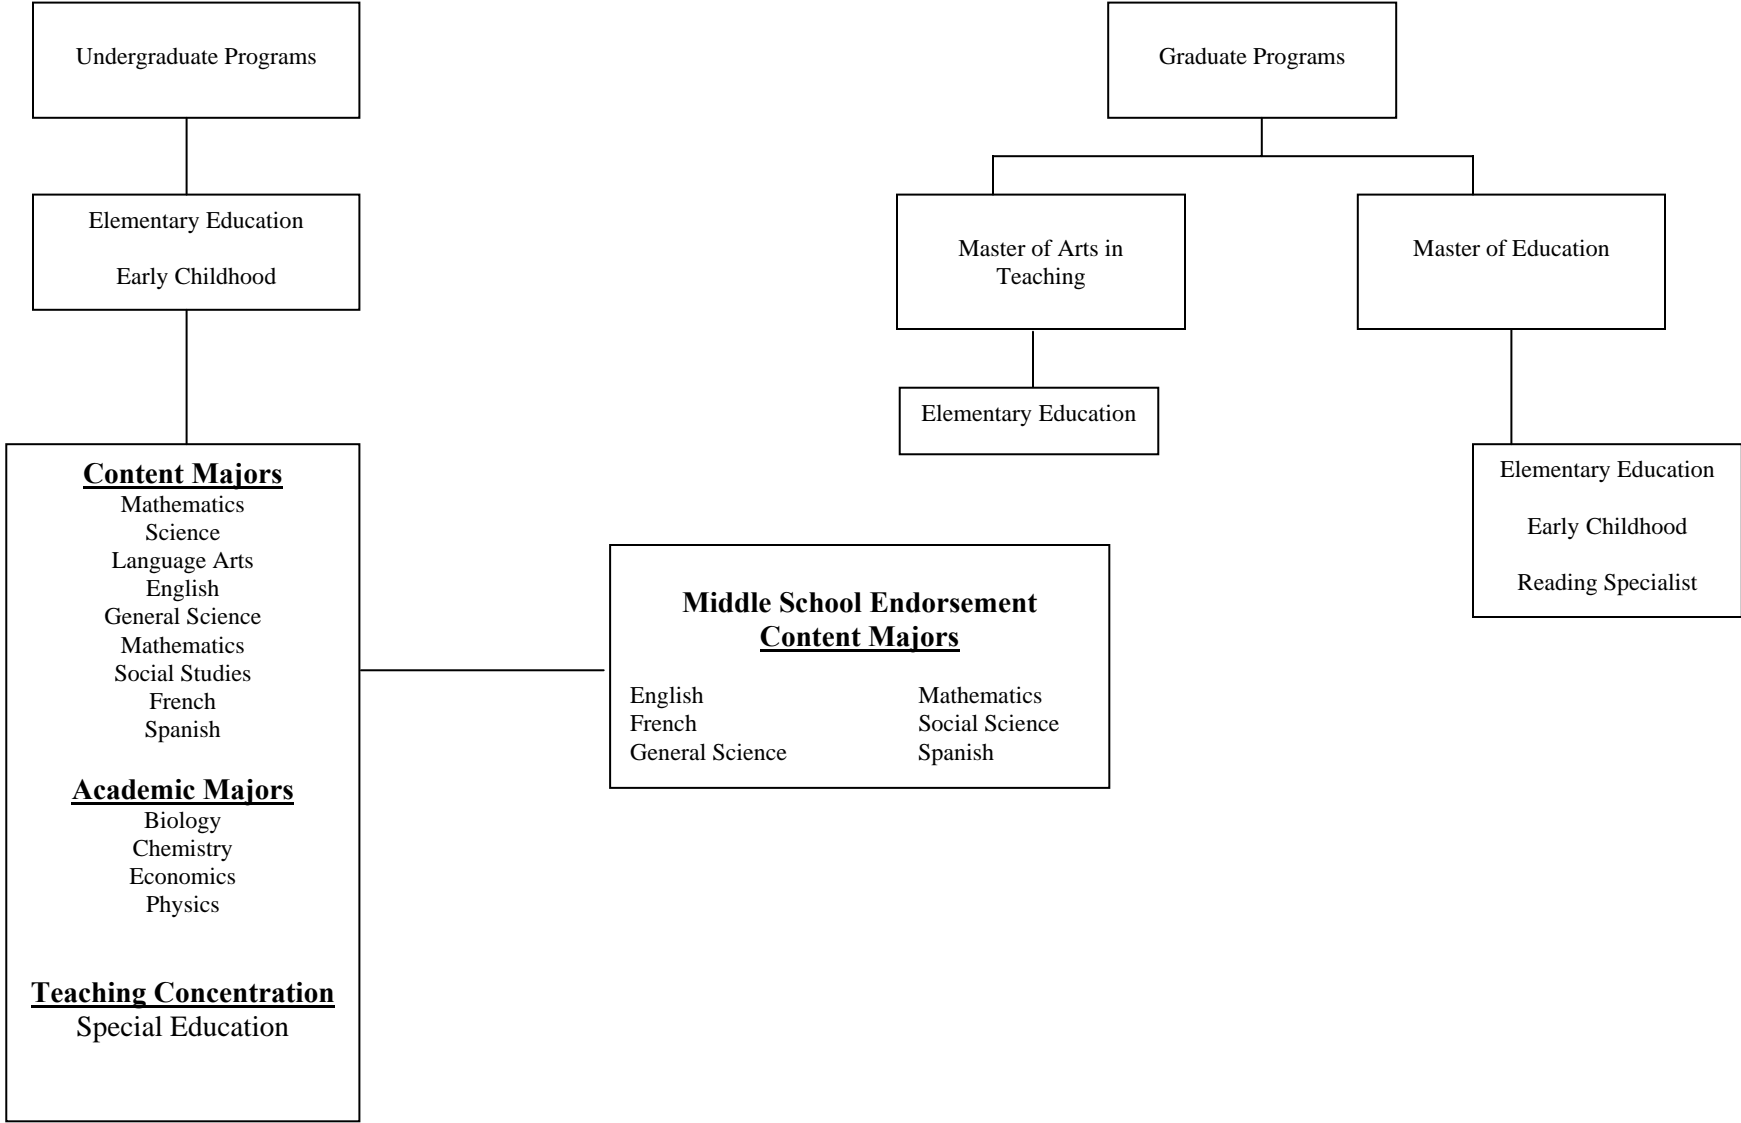 Undergraduate Programs
Graduate Programs
Elementary Education
Early Childhood
Master of Arts in
Teaching
Master of Education
Elementary Education
Elementary Education
Early Childhood
Reading Specialist
Content Majors
Mathematics
Science
Language Arts
English
General Science
Mathematics
Social Studies
French
Spanish
Academic Majors
Biology
Chemistry
Economics
Physics
Teaching Concentration
Special Education
Middle School Endorsement
Content Majors
English Mathematics
French Social Science
General Science Spanish